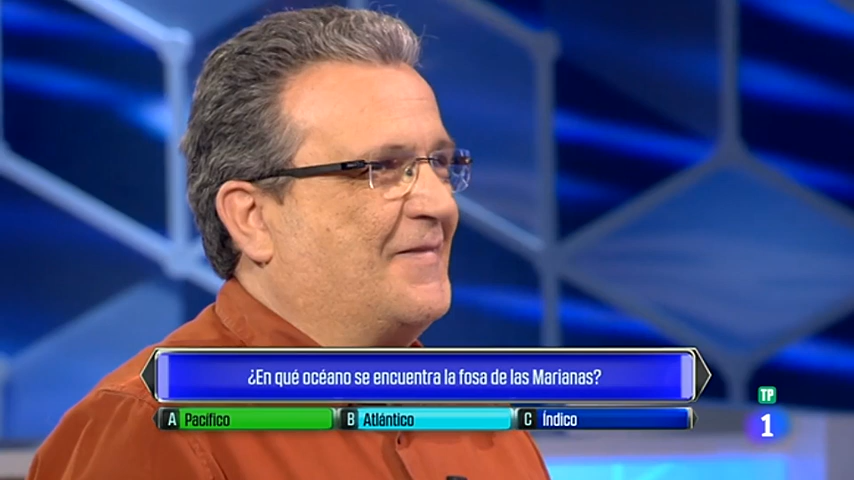 ¿En qué océano se encuentra la fosa de las Marianas?
A Pacífico B Atlántico C Índico
TP
1